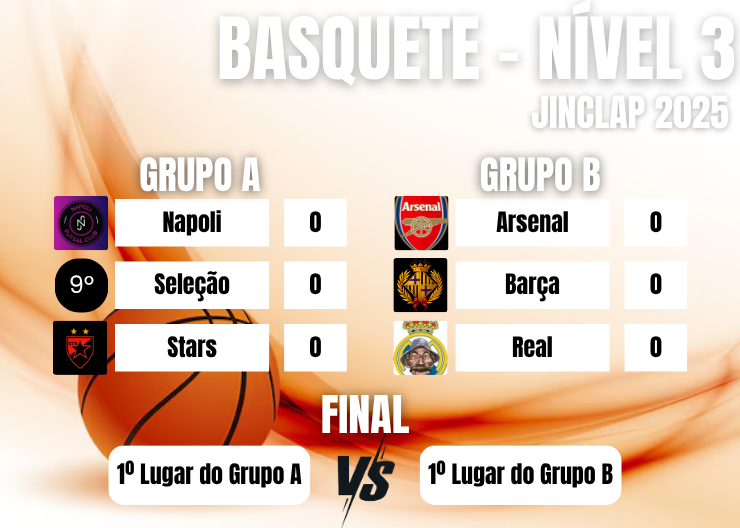 BASQUETE - NÍVEL 3
JINCLAP 2025
GRUPO A
NAPOLI
FUTSAL CLUB
Napoli
0
9º
Seleção
0
Stars
0
GRUPO B
Arsenal
Arsenal
0
Barça
0
Real
0
FINAL
1º Lugar do Grupo A
VS
1º Lugar do Grupo B